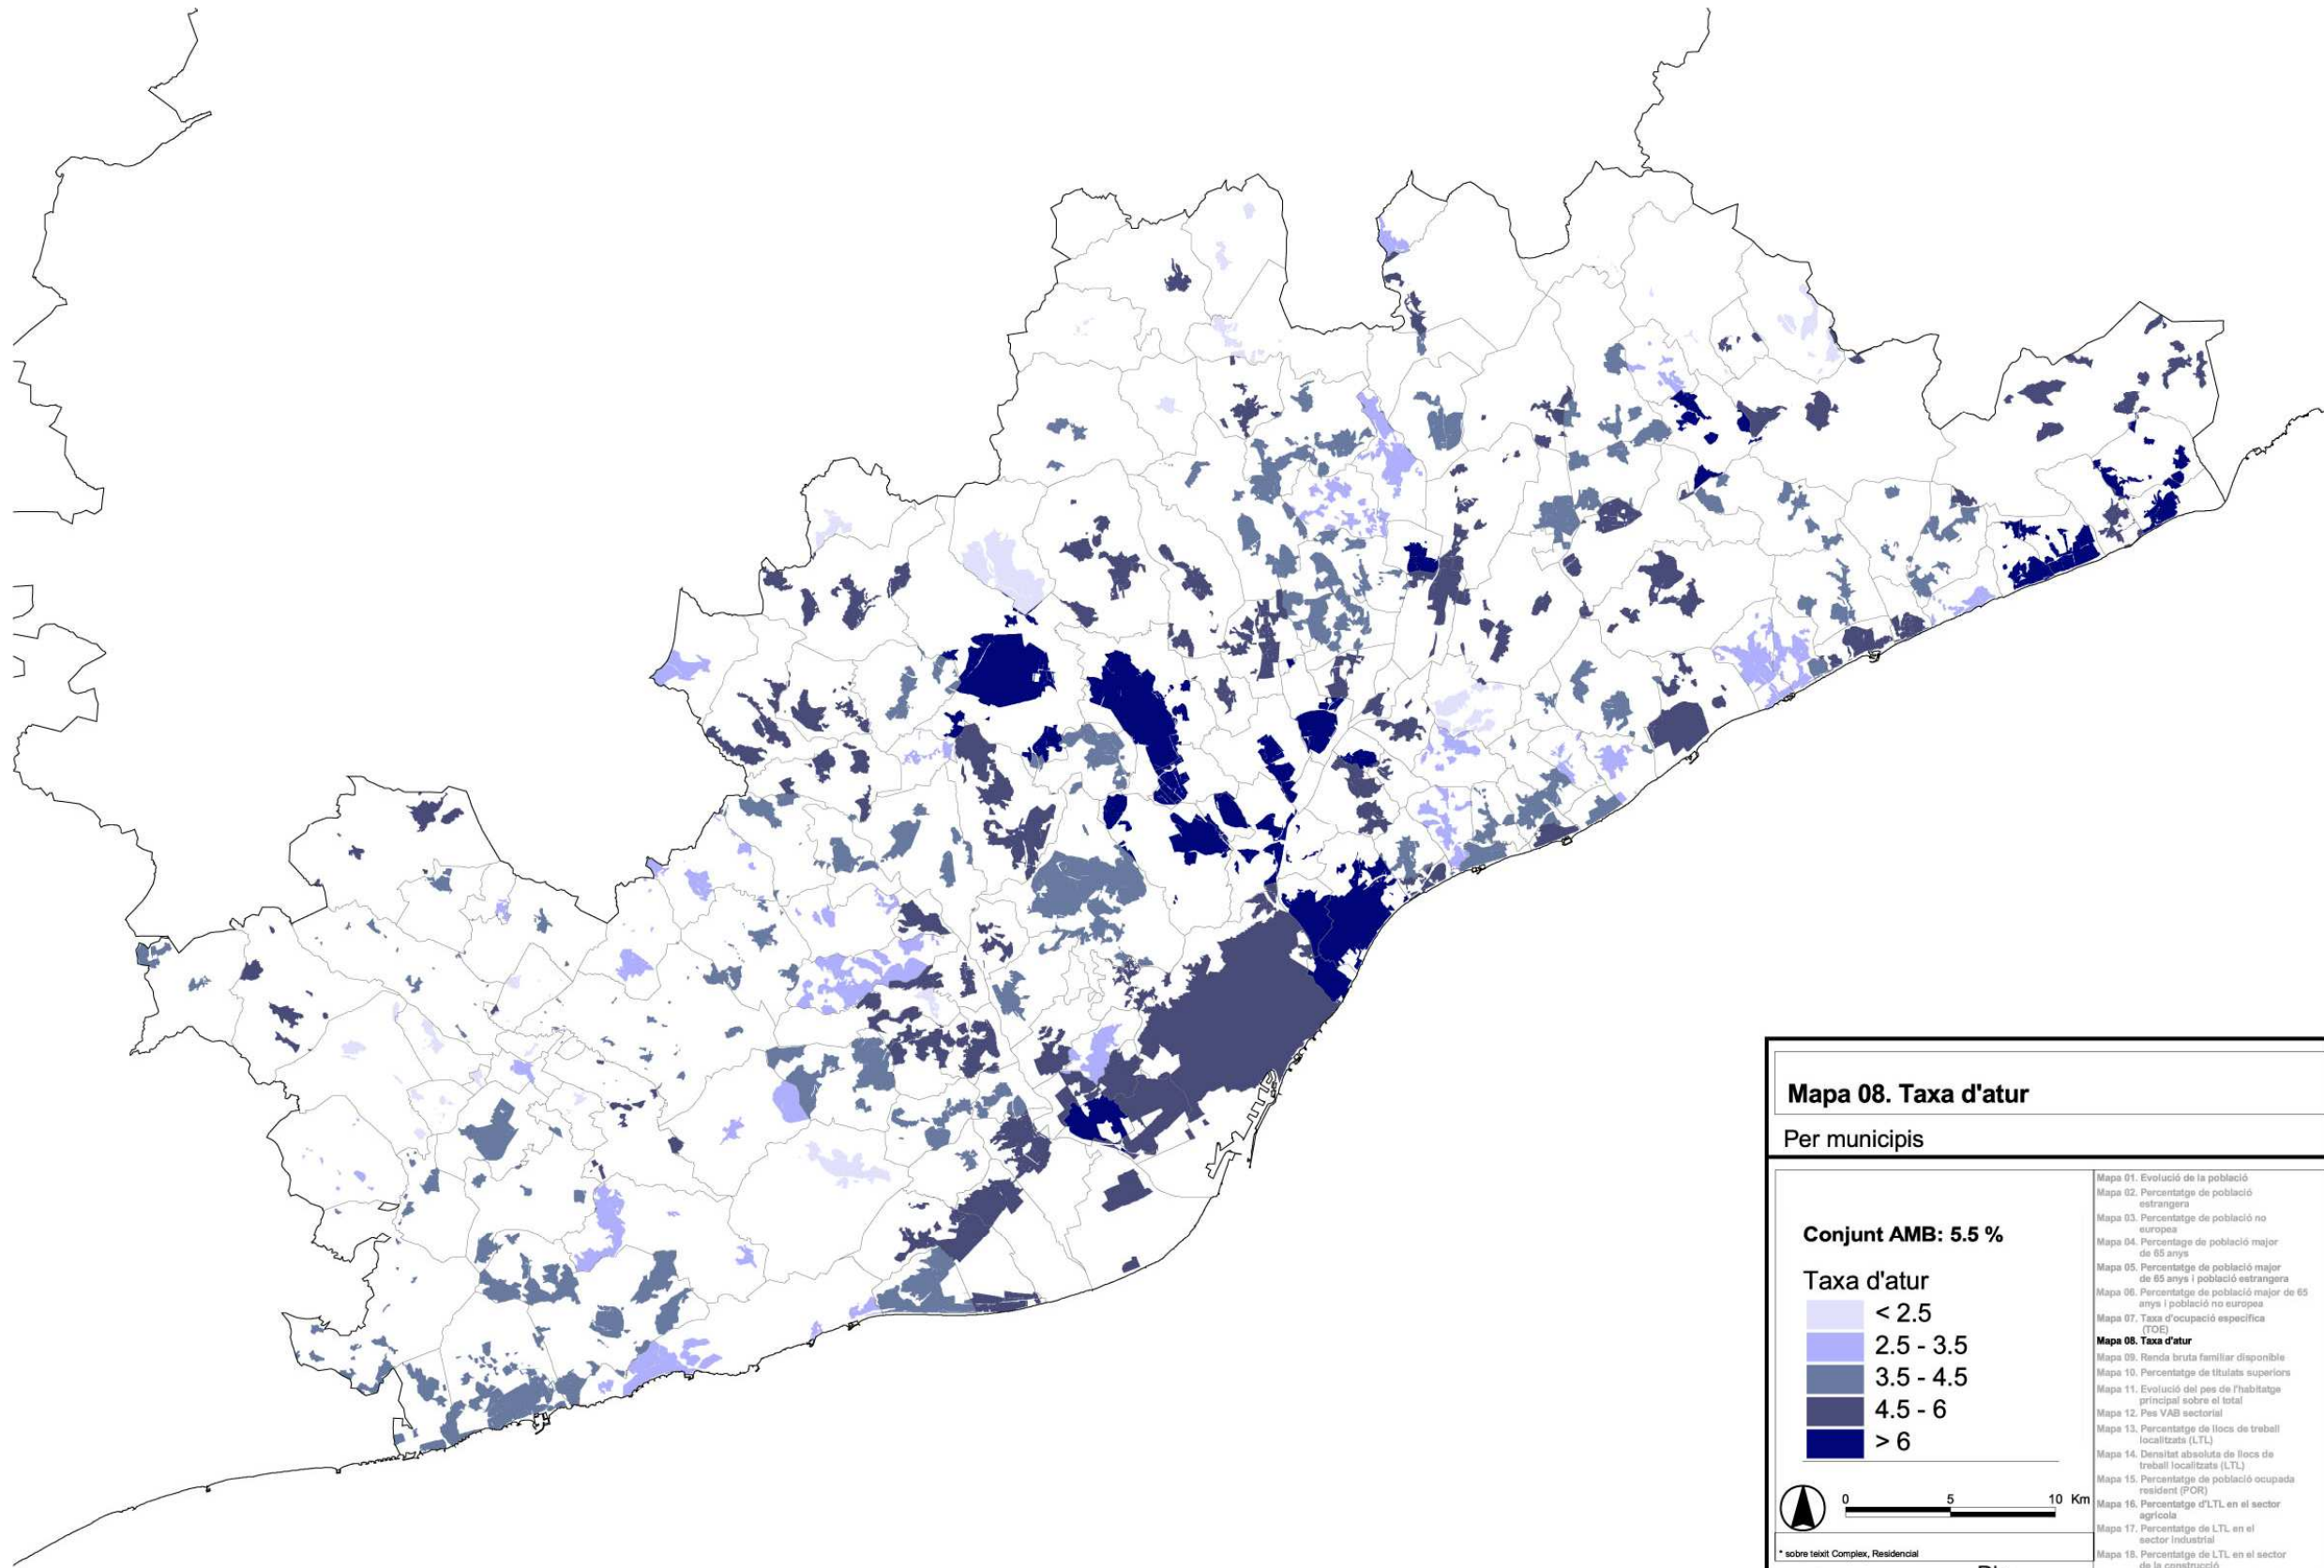 Mapa 08. Taxa d'atur
Per municipis
Conjunt AMB: 5.5 %
Taxa d'atur
< 2.5
2.5 - 3.5
3.5 - 4.5
4.5 - 6
> 6
0 5 10 Km
* sobre teixit Complex, Residencial
Mapa 01. Evolució de la població
Mapa 02. Percentatge de població
estrangera
Mapa 03. Percentatge de població no
europea
Mapa 04. Percentage de població major
de 65 anys
Mapa 05. Percentatge de població major
de 65 anys i població estrangera
Mapa 06. Percentatge de població major de 65
anys i població no europea
Mapa 07. Taxa d'ocupació específica
(TOE)
Mapa 08. Taxa d'atur
Mapa 09. Renda bruta familiar disponible
Mapa 10. Percentatge de titulats superiors
Mapa 11. Evolució del pes de l'habitatge
principal sobre el total
Mapa 12. Pes VAB sectorial
Mapa 13. Percentatge de llocs de treball
localitzats (LTL)
Mapa 14. Densitat absoluta de llocs de
treball localitzats (LTL)
Mapa 15. Percentatge de població ocupada
resident (POR)
Mapa 16. Percentatge d'LTL en el sector
agrícola
Mapa 17. Percentatge de LTL en el
sector industrial
Mapa 18. Percentatge de LTL en el sector
de la construcció